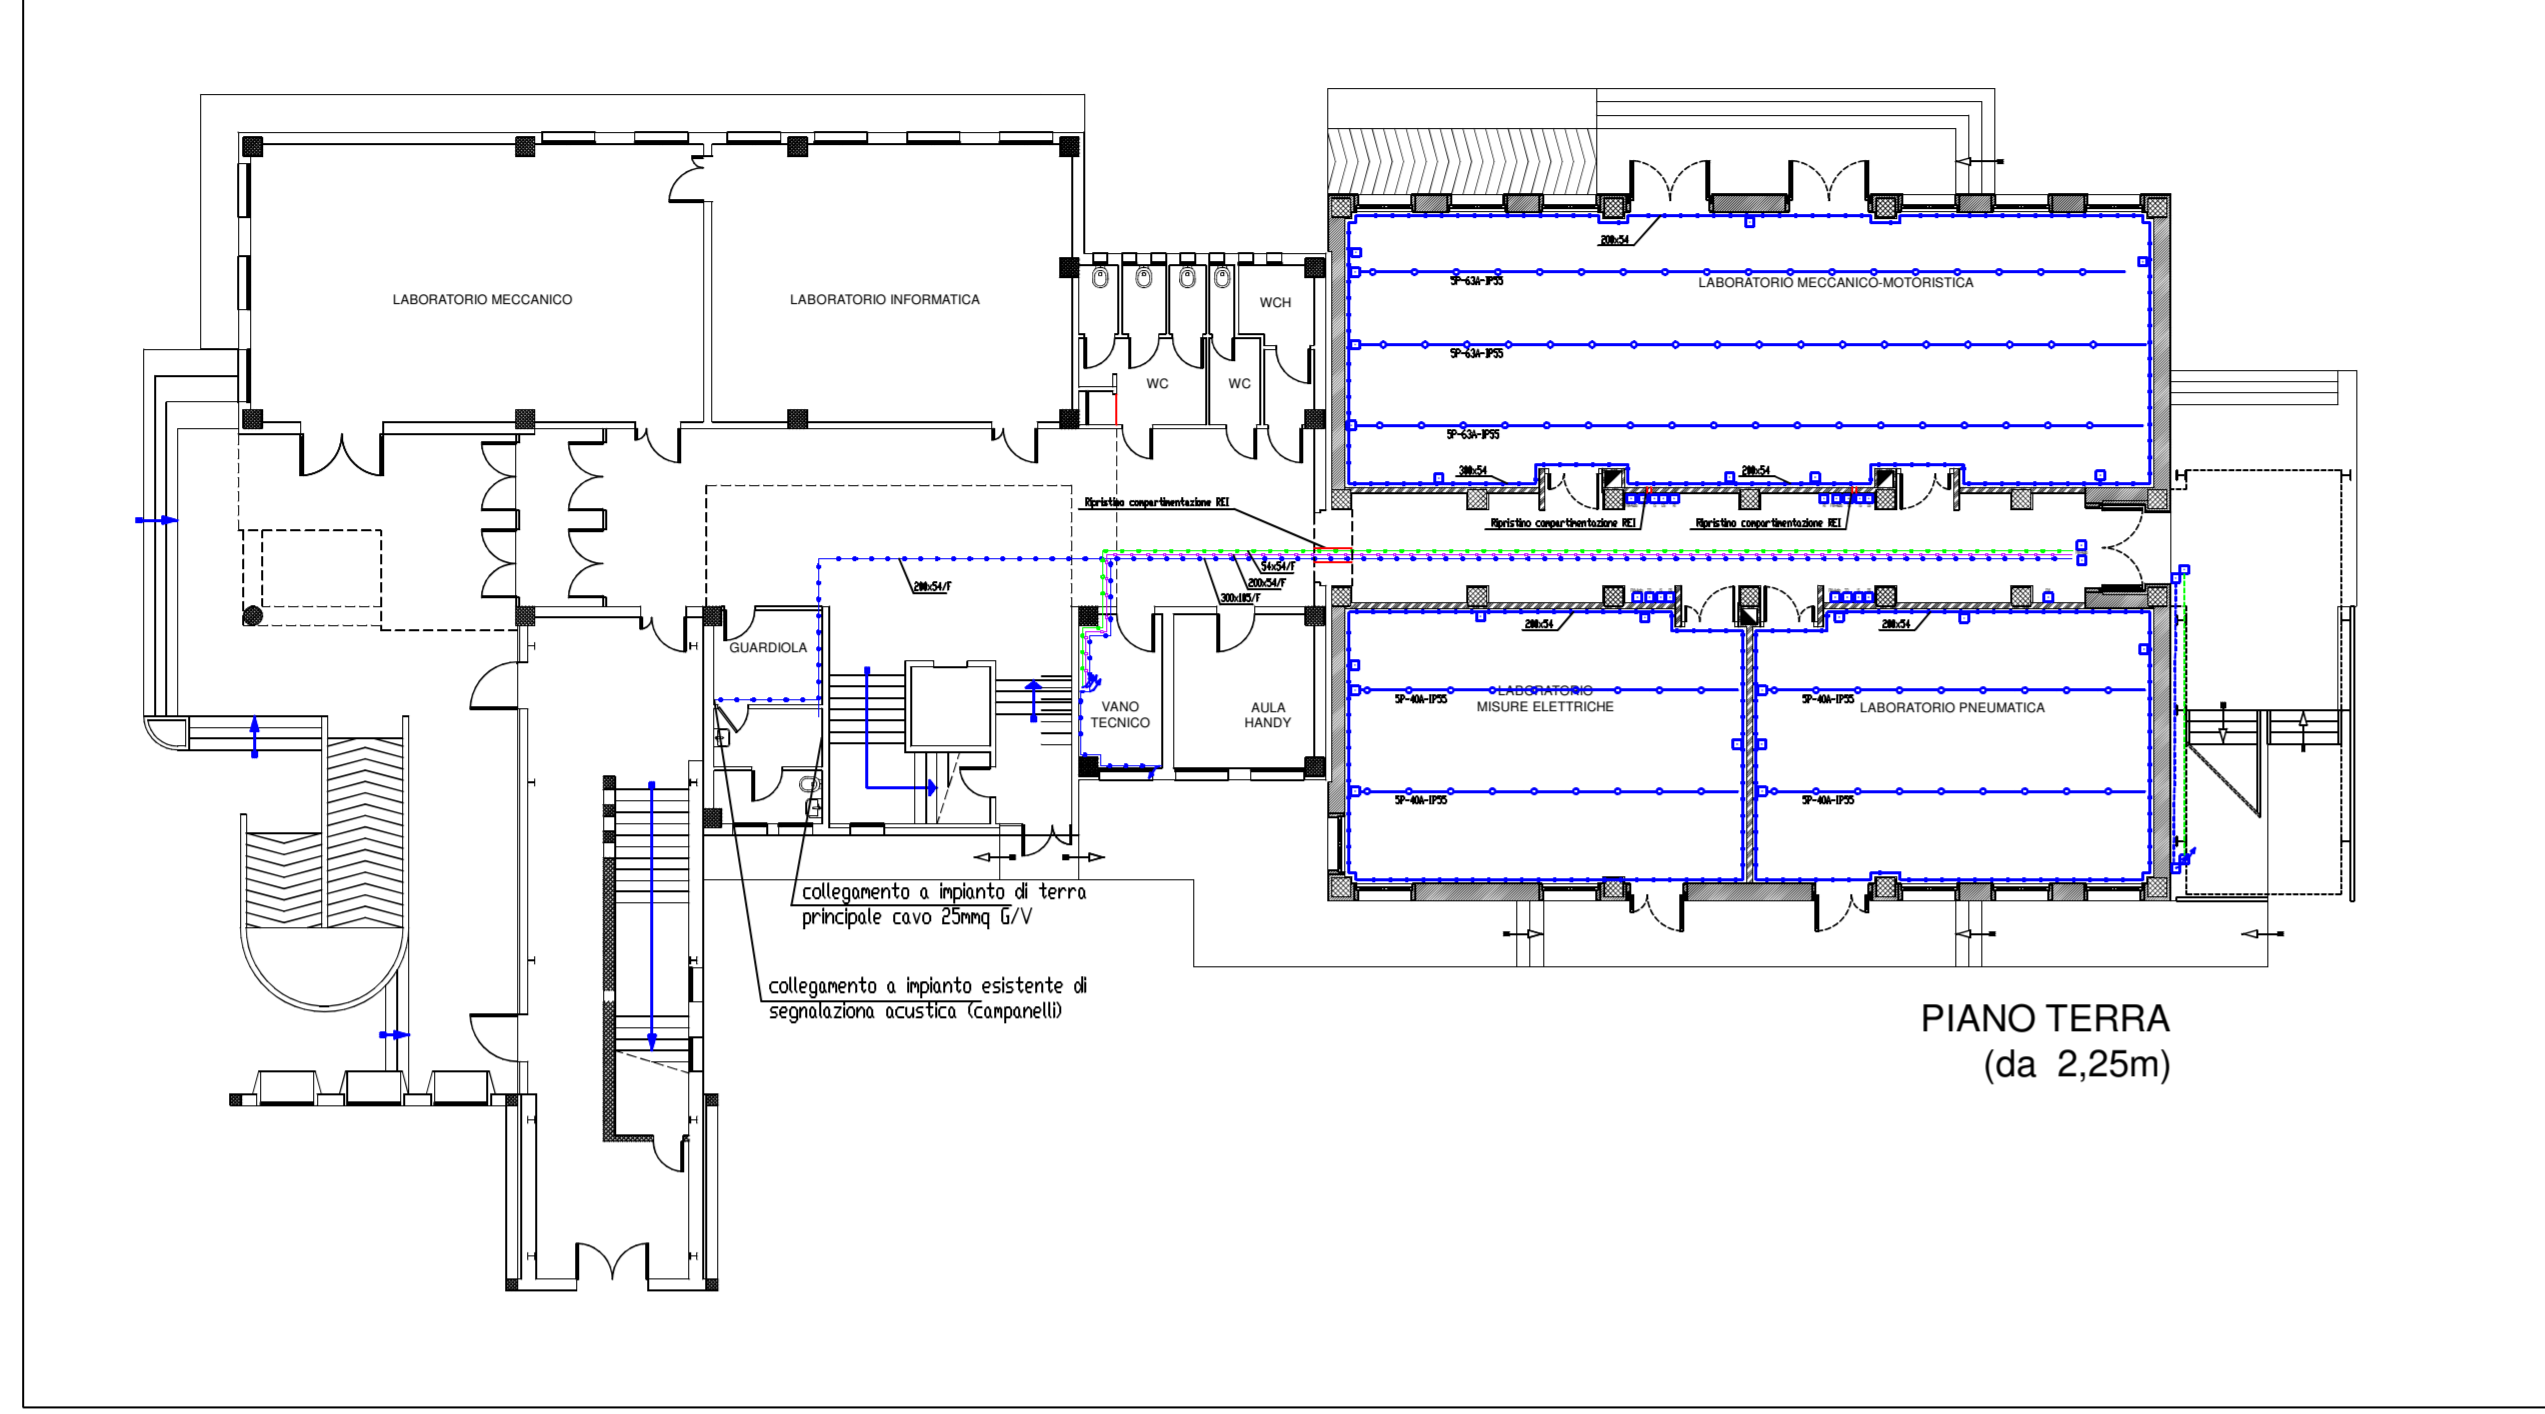 200x54
LABORATORIO MECCANICO
LABORATORIO INFORMATICA
WCH
5P-63A-IP55
LABORATORIO MECCANICO-MOTORISTICA
5P-63A-IP55
WC
WC
5P-63A-IP55
300x54
200x54
Ripristino compartimentazione REI
Ripristino compartimentazione REI
Ripristino compartimentazione REI
54x54/F
200x54/F
200x54/F
300x105/F
200x54
200x54
GUARDIOLA
VANO
TECNICO
AULA
HANDY
LABORATORIO
MISURE ELETTRICHE
5P-40A-IP55
5P-40A-IP55
LABORATORIO PNEUMATICA
5P-40A-IP55
5P-40A-IP55
collegamento a impianto di terra
principale cavo 25mmq G/V
collegamento a impianto esistente di
segnalaziona acustica (campanelli)
PIANO TERRA
(da 2,25m)